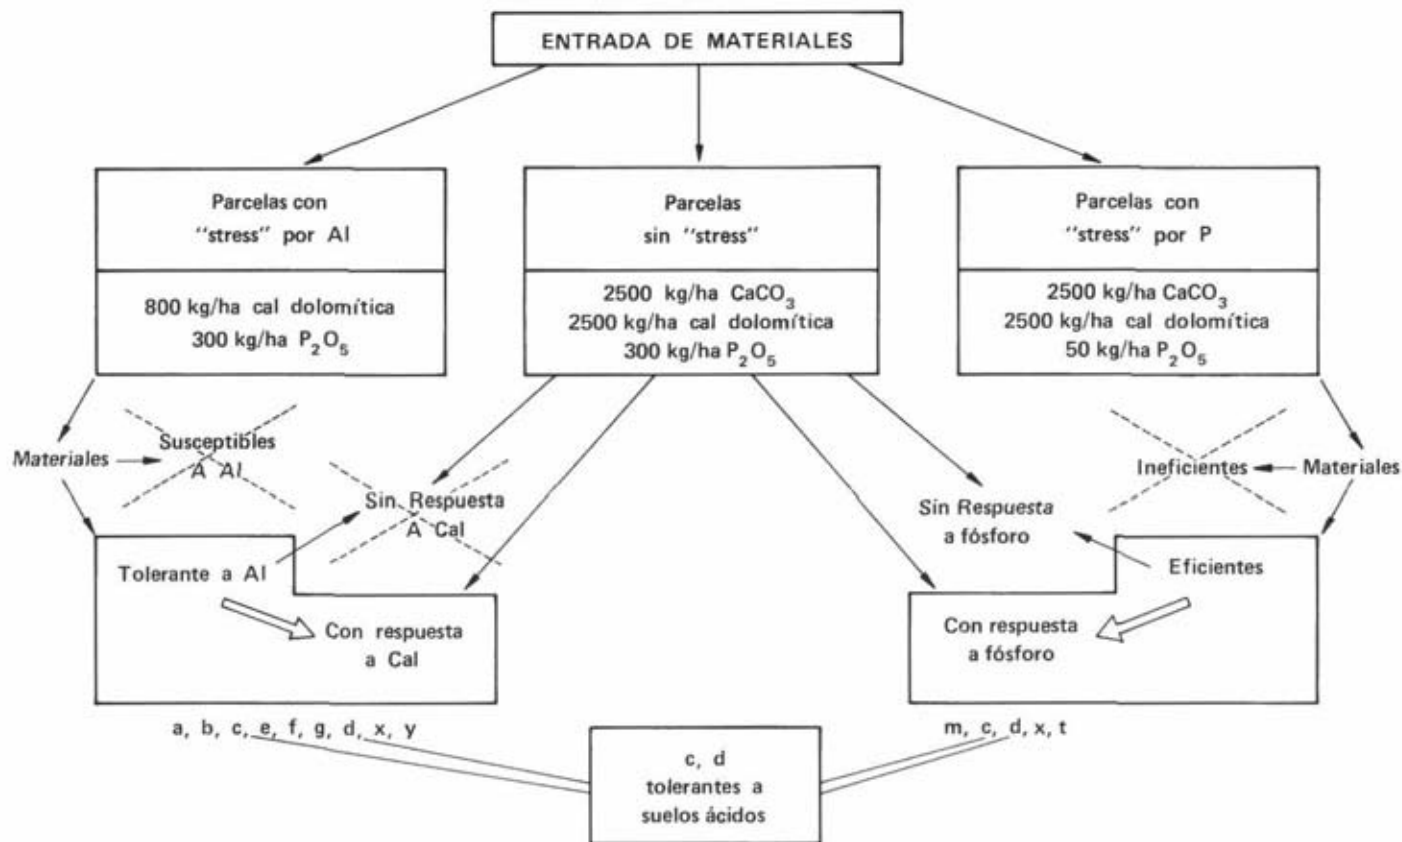 ENTRADA DE MATERIALES
Parcelas con
"stress" por Al
800 kg/ha cal dolomítica
300 kg/ha P₂O₅
Parcelas
sin "stress"
2500 kg/ha CaCO₃
2500 kg/ha cal dolomítica
300 kg/ha P₂O₅
Parcelas con
"stress" por P
2500 kg/ha CaCO₃
2500 kg/ha cal dolomítica
50 kg/ha P₂O₅
Materiales
Susceptibles
A Al
Sin Respuesta
A Cal
Tolerante a Al
Con respuesta
a Cal
Sin Respuesta
a fósforo
Ineficientes
Materiales
Eficientes
Con respuesta
a fósforo
a, b, c, e, f, g, d, x, y
m, c, d, x, t
c, d
tolerantes a
suelos ácidos